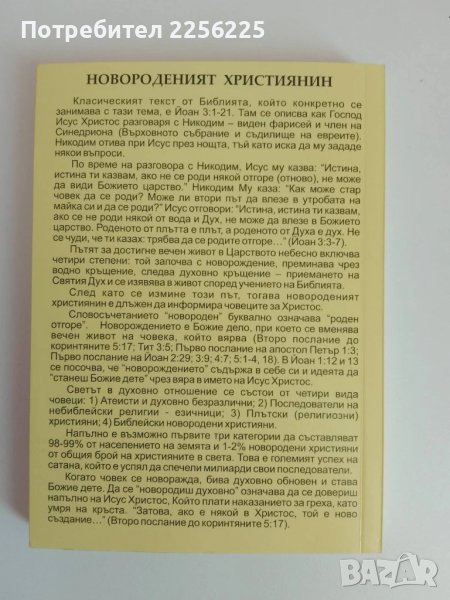 Потребител 2256225
НОВОРОДЕНИЯТ ХРИСТИЯНИН
Класическият текст от Библията, който конкретно се
занимава с тази тема, е Йоан 3:1-21. Там се описва как Господ
Исус Христос разговаря с Никодим – виден фарисей и член на
Синедриона (Върховното събрание и съдилище на евреите).
Никодим отива при Исус през нощта, тъй като иска да му зададе
някои въпроси.
По време на разговора с Никодим, Исус му казва: “Истина,
истина ти казвам, ако не се роди някой отгоре (отново), не може
да види Божието царство.” Никодим Му каза: “Как може стар
човек да се роди? Може ли втори път да влезе в утробата на
майка си и да се роди?” Исус отговори: “Истина, истина ти казвам,
ако се не роди някой от вода и Дух, не може да влезе в Божието
царство. Роденото от плътта е плът, а роденото от Духа е дух. Не
се чуди, че ти казах: трябва да се родите отгоре…” (Йоан 3:3-7).
Пътят за достигне вечен живот в Царството небесно включва
четири степени: той започва с новорождение, преминава чрез
водно кръщение, следва духовно кръщение – приемането на
Святия Дух и се изявява в живот според учението на Библията.
След като се измине този път, тогава новороденият
християнин е длъжен да информира човеците за Христос.
Словосъчетанието “новороден” буквално означава “роден
отгоре”. Новорождението е Божие дело, при което се вменява
вечен живот на човека, който вярва (Второ послание до
коринтяните 5:17; Тит 3:5; Първо послание на апостол Петър 1:3;
Първо послание на Йоан 2:29; 3:9; 4:7; 5:1-4, 18). В Йоан 1:12 и 13
се посочва, че “новорождението” съдържа в себе си и идеята да
“станеш Божие дете” чрез вяра в името на Исус Христос.
Светът в духовно отношение се състои от четири вида
човеци: 1) Атеисти и духовно безразлични; 2) Последователи на
небиблейски религии - езичници; 3) Плътски (религиозни)
християни; 4) Библейски новородени християни.
Напълно е възможно първите три категории да съставляват
98-99% от населението на земята и 1-2% новородени християни
от общия брой на християните в света. Това е големият успех на
сатана, който е успял да спечели милиарди свои последователи.
Когато човек се новоражда, бива духовно обновен и става
Божие дете. Да се “новородиш духовно” означава да се довериш
напълно на Исус Христос, Който плати наказанието за греха, като
умря на кръста. “Затова, ако е някой в Христос, той е ново
създание…” (Второ послание до коринтяните 5:17).
BAZAR